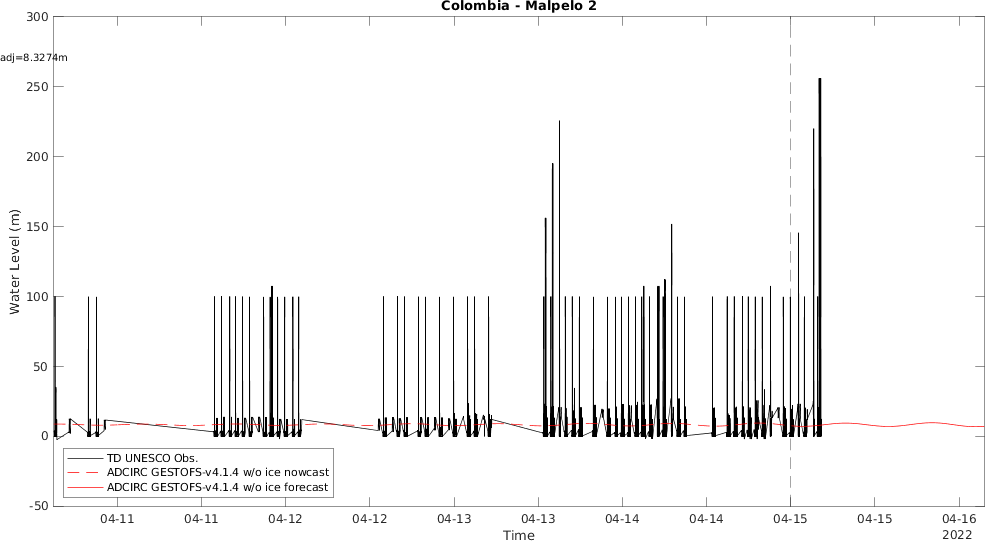 Colombia - Malpelo 2
300
adj=8.3274m
250
200
150
100
50
0
-50
Water Level (m)
TD UNESCO Obs.
ADCIRC GESTOFS-v4.1.4 w/o ice nowcast
ADCIRC GESTOFS-v4.1.4 w/o ice forecast
04-11 04-11 04-12 04-12 04-13 04-13 04-14 04-14 04-15 04-15 04-16
Time
2022